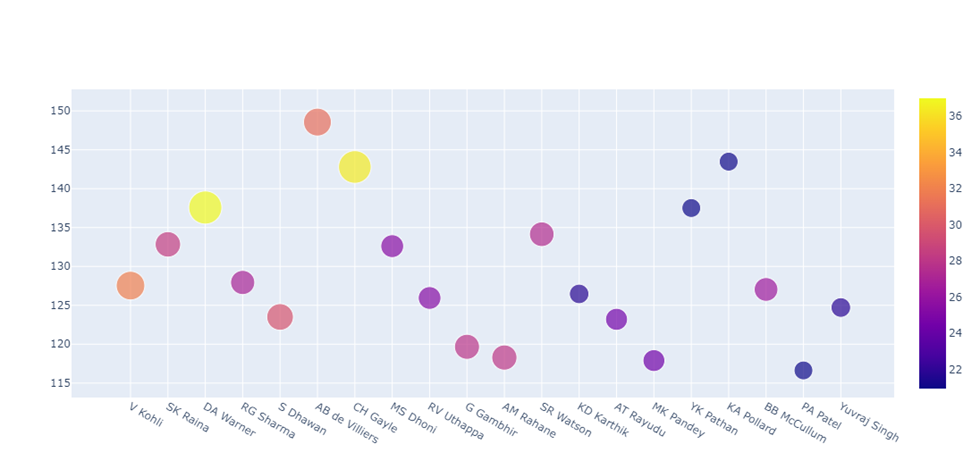 150
145
140
135
130
125
120
115
V Kohli
SK Raina
DA Warner
RG Sharma
S Dhawan
AB de Villiers
CH Gayle
MS Dhoni
RV Uthappa
G Gambhir
AM Rahane
SR Watson
KD Karthik
AT Rayudu
MK Pandey
YK Pathan
KA Pollard
BB McCullum
PA Patel
Yuvraj Singh
36
34
32
30
28
26
24
22